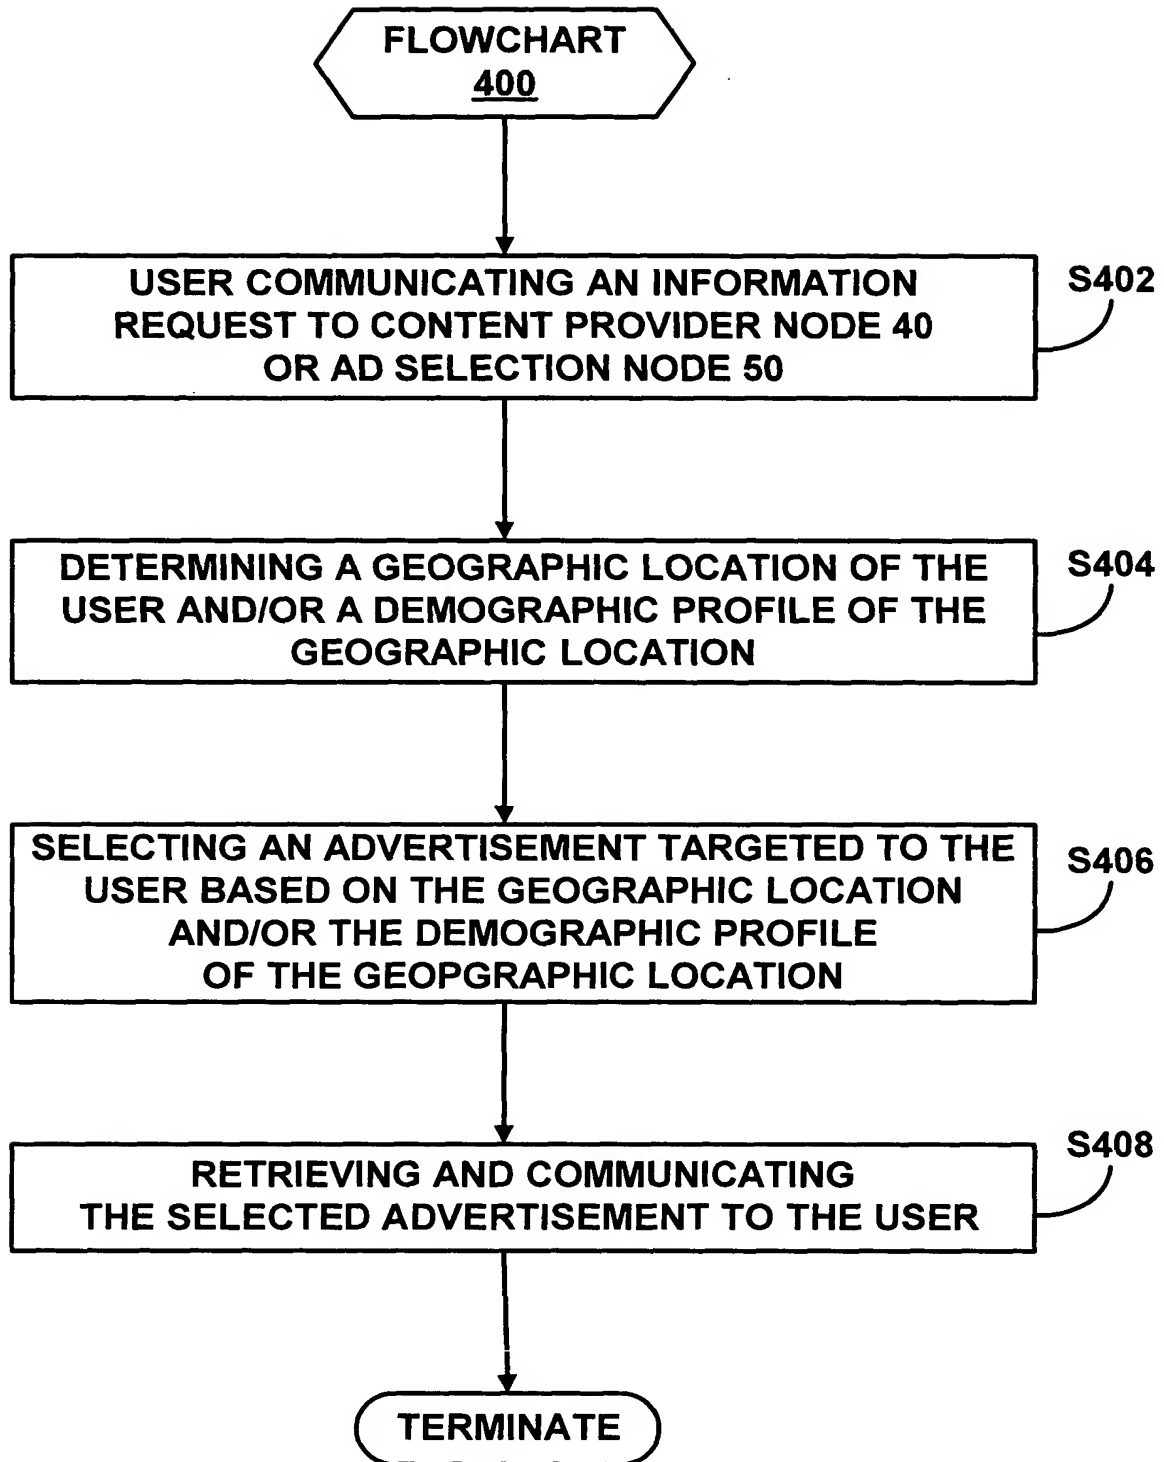 FLOWCHART
400
USER COMMUNICATING AN INFORMATION
REQUEST TO CONTENT PROVIDER NODE 40
OR AD SELECTION NODE 50
S402
DETERMINING A GEOGRAPHIC LOCATION OF THE
USER AND/OR A DEMOGRAPHIC PROFILE OF THE
GEOGRAPHIC LOCATION
S404
SELECTING AN ADVERTISEMENT TARGETED TO THE
USER BASED ON THE GEOGRAPHIC LOCATION
AND/OR THE DEMOGRAPHIC PROFILE
OF THE GEOPGRAPHIC LOCATION
S406
RETRIEVING AND COMMUNICATING
THE SELECTED ADVERTISEMENT TO THE USER
S408
TERMINATE